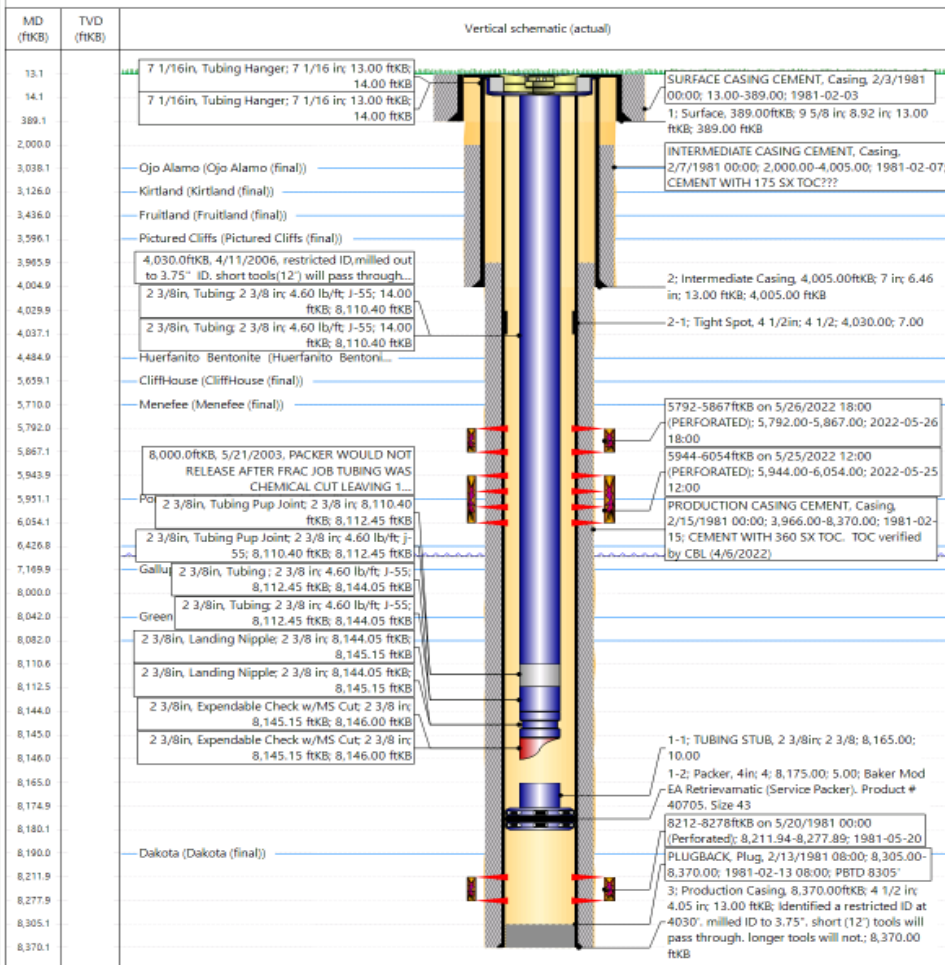 MD (ftKB)
TVD (ftKB)
Vertical schematic (actual)
13.1
14.1
389.1
2,000.0
3,038.1
3,126.0
3,436.0
3,596.1
3,965.9
4,004.9
4,029.9
4,037.1
4,484.9
5,659.1
5,710.0
5,792.0
5,867.1
5,943.9
5,951.1
6,054.1
6,426.8
7,169.9
8,000.0
8,042.0
8,082.0
8,110.6
8,112.5
8,144.0
8,145.0
8,146.0
8,165.0
8,174.9
8,180.1
8,190.0
8,211.9
8,277.9
8,305.1
8,370.1
7 1/16in, Tubing Hanger; 7 1/16 in; 13.00 ftKB;
14.00 ftKB
7 1/16in, Tubing Hanger; 7 1/16 in; 13.00 ftKB;
14.00 ftKB
Ojo Alamo (Ojo Alamo (final))
Kirtland (Kirtland (final))
Fruitland (Fruitland (final))
Pictured Cliffs (Pictured Cliffs (final))
4,030.0ftKB, 4/11/2006, restricted ID,milled out
to 3.75" ID. short tools(12') will pass through...
2 3/8in, Tubing; 2 3/8 in; 4.60 lb/ft; J-55; 14.00
ftKB; 8,110.40 ftKB
2 3/8in, Tubing; 2 3/8 in; 4.60 lb/ft; J-55; 14.00
ftKB; 8,110.40 ftKB
Huerfanito Bentonite (Huerfanito Bentoni...
CliffHouse (CliffHouse (final))
Menefee (Menefee (final))
8,000.0ftKB, 5/21/2003, PACKER WOULD NOT
RELEASE AFTER FRAC JOB TUBING WAS
CHEMICAL CUT LEAVING 1...
2 3/8in, Tubing Pup Joint; 2 3/8 in; 8,110.40
ftKB; 8,112.45 ftKB
2 3/8in, Tubing Pup Joint; 2 3/8 in; 4.60 lb/ft; j-
55; 8,110.40 ftKB; 8,112.45 ftKB
2 3/8in, Tubing ; 2 3/8 in; 4.60 lb/ft; J-55;
8,112.45 ftKB; 8,144.05 ftKB
Green
2 3/8in, Tubing; 2 3/8 in; 4.60 lb/ft; J-55;
8,112.45 ftKB; 8,144.05 ftKB
2 3/8in, Landing Nipple; 2 3/8 in; 8,144.05 ftKB;
8,145.15 ftKB
2 3/8in, Landing Nipple; 2 3/8 in; 8,144.05 ftKB;
8,145.15 ftKB
2 3/8in, Expendable Check w/MS Cut; 2 3/8 in;
8,145.15 ftKB; 8,146.00 ftKB
2 3/8in, Expendable Check w/MS Cut; 2 3/8 in;
8,145.15 ftKB; 8,146.00 ftKB
Dakota (Dakota (final))
SURFACE CASING CEMENT, Casing, 2/3/1981
00:00; 13.00-389.00; 1981-02-03
1; Surface, 389.00ftKB; 9 5/8 in; 8.92 in; 13.00
ftKB; 389.00 ftKB
INTERMEDIATE CASING CEMENT, Casing,
2/7/1981 00:00; 2,000.00-4,005.00; 1981-02-07;
CEMENT WITH 175 SX TOC???
2; Intermediate Casing, 4,005.00ftKB; 7 in; 6.46
in; 13.00 ftKB; 4,005.00 ftKB
2-1; Tight Spot, 4 1/2in; 4 1/2; 4,030.00; 7.00
5792-5867ftKB on 5/26/2022 18:00
(PERFORATED); 5,792.00-5,867.00; 2022-05-26
18:00
5944-6054ftKB on 5/25/2022 12:00
(PERFORATED); 5,944.00-6,054.00; 2022-05-25
12:00
PRODUCTION CASING CEMENT, Casing,
2/15/1981 00:00; 3,966.00-8,370.00; 1981-02-
15; CEMENT WITH 360 SX TOC. TOC verified
by CBL (4/6/2022)
1-1; TUBING STUB, 2 3/8in; 2 3/8; 8,165.00;
10.00
1-2; Packer, 4in; 4; 8,175.00; 5.00; Baker Mod
EA Retrievamatic (Service Packer). Product #
40705. Size 43
8212-8278ftKB on 5/20/1981 00:00
(Perforated); 8,211.94-8,277.89; 1981-05-20
PLUGBACK, Plug, 2/13/1981 08:00; 8,305.00-
8,370.00; 1981-02-13 08:00; PBTD 8305'
3; Production Casing, 8,370.00ftKB; 4 1/2 in;
4.05 in; 13.00 ftKB; Identified a restricted ID at
4030'. milled ID to 3.75". short (12') tools will
pass through. longer tools will not.; 8,370.00
ftKB